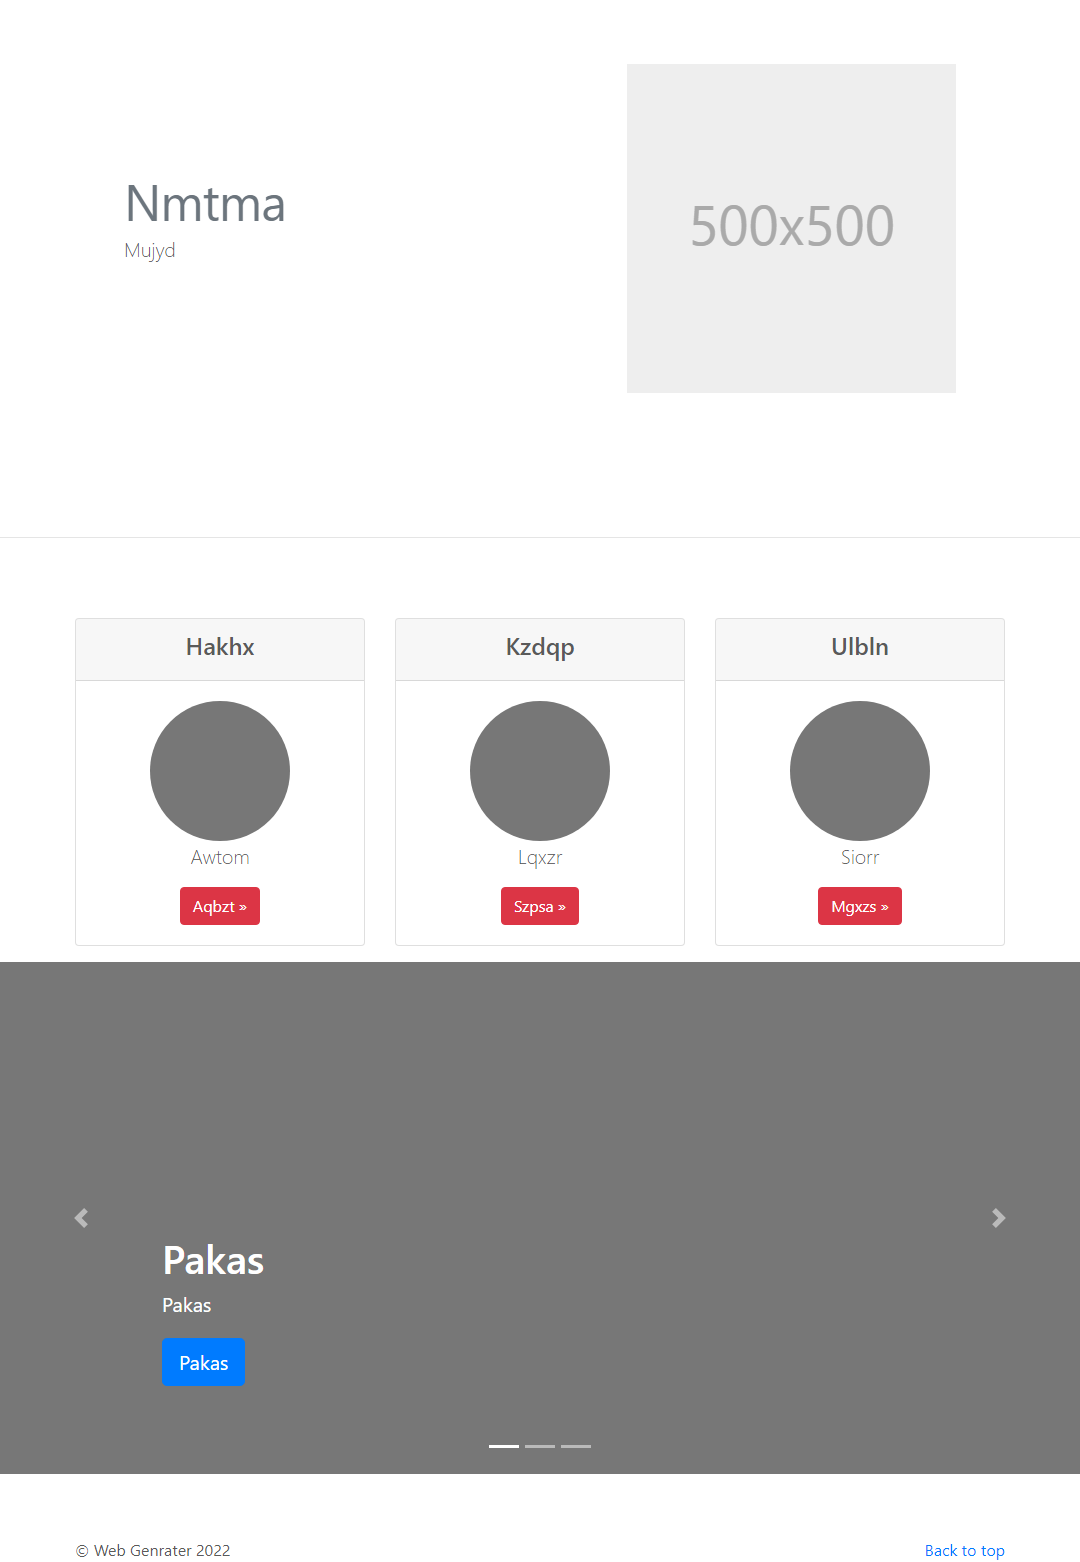 Nmtma
Mujyd
500x500
Hakhx
Kzdqp
Ulbln
Awtom
Lqxzr
Siorr
Aqbzt »
Szpsa »
Mgxzs »
Pakas
Pakas
Pakas
© Web Genrater 2022
Back to top